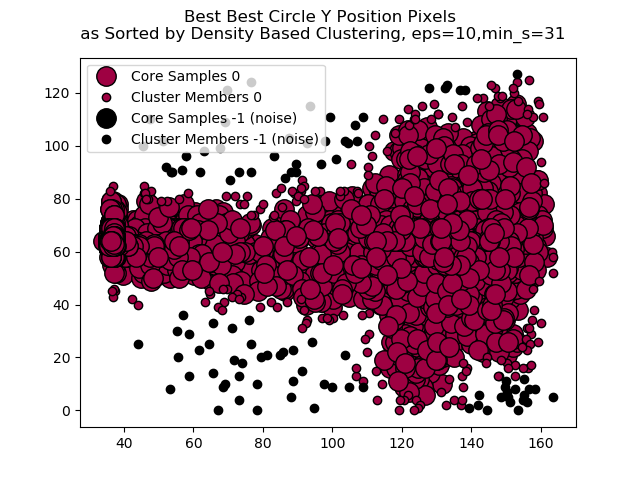 Best Best Circle Y Position Pixels
as Sorted by Density Based Clustering, eps=10,min_s=31
Core Samples 0
Cluster Members 0
Core Samples -1 (noise)
Cluster Members -1 (noise)
120
100
80
60
40
20
0
40 60 80 100 120 140 160